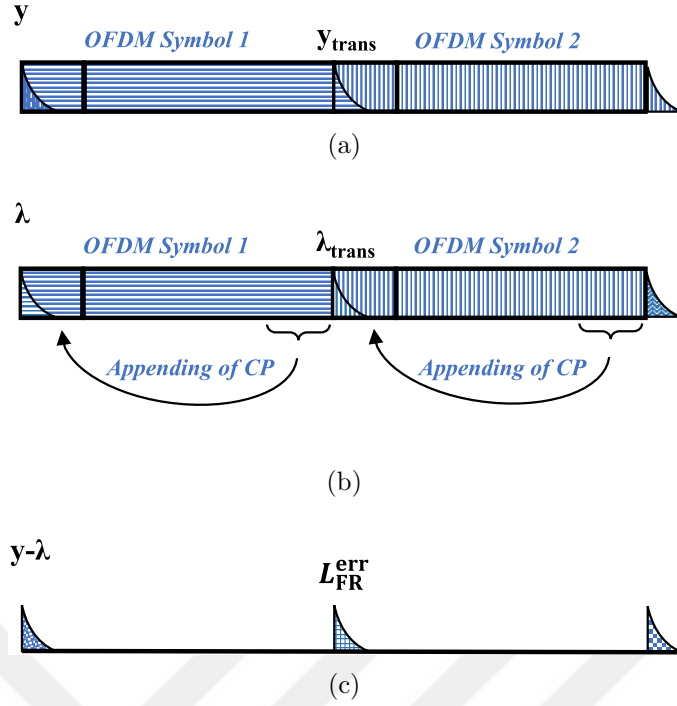 y
OFDM Symbol 1
y_trans
OFDM Symbol 2
(a)
λ
OFDM Symbol 1
λ_trans
OFDM Symbol 2
Appending of CP
Appending of CP
(b)
y-λ
L_FR^err
(c)